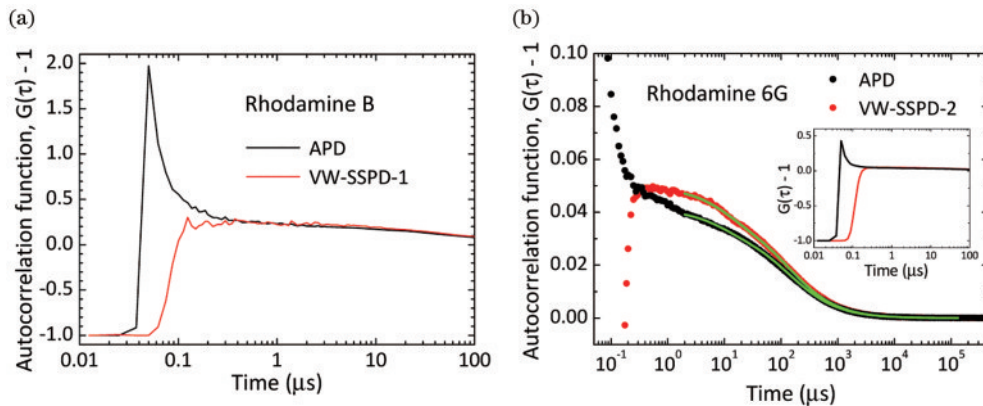 (a)
Autocorrelation function, G(τ) - 1
2.0
1.5
1.0
0.5
0.0
-0.5
-1.0
Rhodamine B
APD
VW-SSPD-1
0.01
0.1
1
10
100
Time (μs)
(b)
Autocorrelation function, G(τ) - 1
0.10
0.08
0.06
0.04
0.02
0.00
Rhodamine 6G
APD
VW-SSPD-2
G(τ) - 1
0.5
0.0
-0.5
-1.0
0.01
0.1
1
10
100
Time (μs)
10⁻¹
10⁰
10¹
10²
10³
10⁴
10⁵
Time (μs)